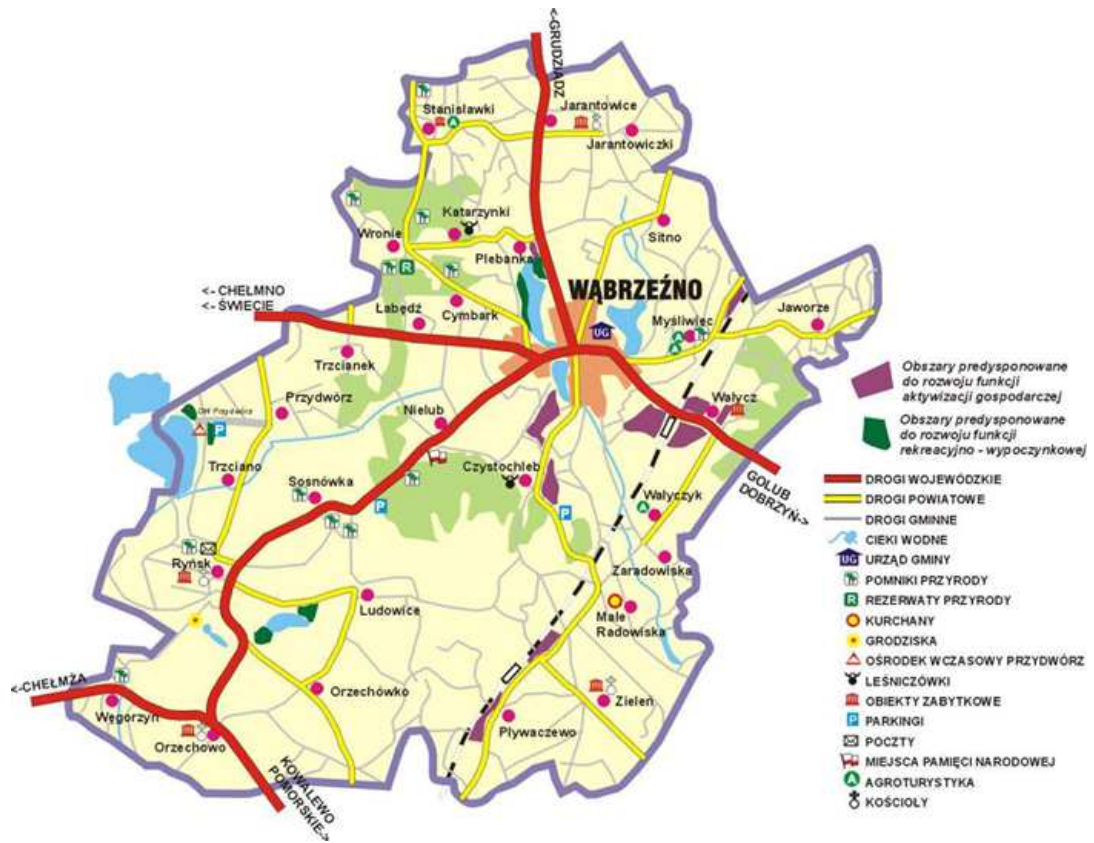 <-GRUDZIĄDZ
Stanisławki
A
Jarantowice
Jarantowiczki
Katarzynki
Wronie
Plebanka
Sitno
R
<- CHEŁMNO
<- ŚWIECIE
WĄBRZEŹNO
UG
Łabędź
Cymbark
Myśliwiec
A
A
Jaworze
Trzcianek
Przydwórz
Nielub
Wałycz
OW Przydwórz
P
Trzciano
Czystochleb
Sosnówka
P
P
Wałyczyk
A
GOLUB
DOBRZYŃ->
Ryńsk
Zaradowiska
Ludowice
Małe
Radowiska
<-CHEŁMŻA
Orzechówko
Zieleń
Węgorzyn
Pływaczewo
Orzechowo
KOWALEWO
POMORSKIE->
Obszary predysponowane
do rozwoju funkcji
aktywizacji gospodarczej
Obszary predysponowane
do rozwoju funkcji
rekreacyjno - wypoczynkowej
DROGI WOJEWÓDZKIE
DROGI POWIATOWE
DROGI GMINNE
CIEKI WODNE
UG URZĄD GMINY
POMNIKI PRZYRODY
R REZERWATY PRZYRODY
KURCHANY
GRODZISKA
OŚRODEK WCZASOWY PRZYDWÓRZ
LEŚNICZÓWKI
OBIEKTY ZABYTKOWE
P PARKINGI
POCZTY
MIEJSCA PAMIĘCI NARODOWEJ
A AGROTURYSTYKA
KOŚCIOŁY